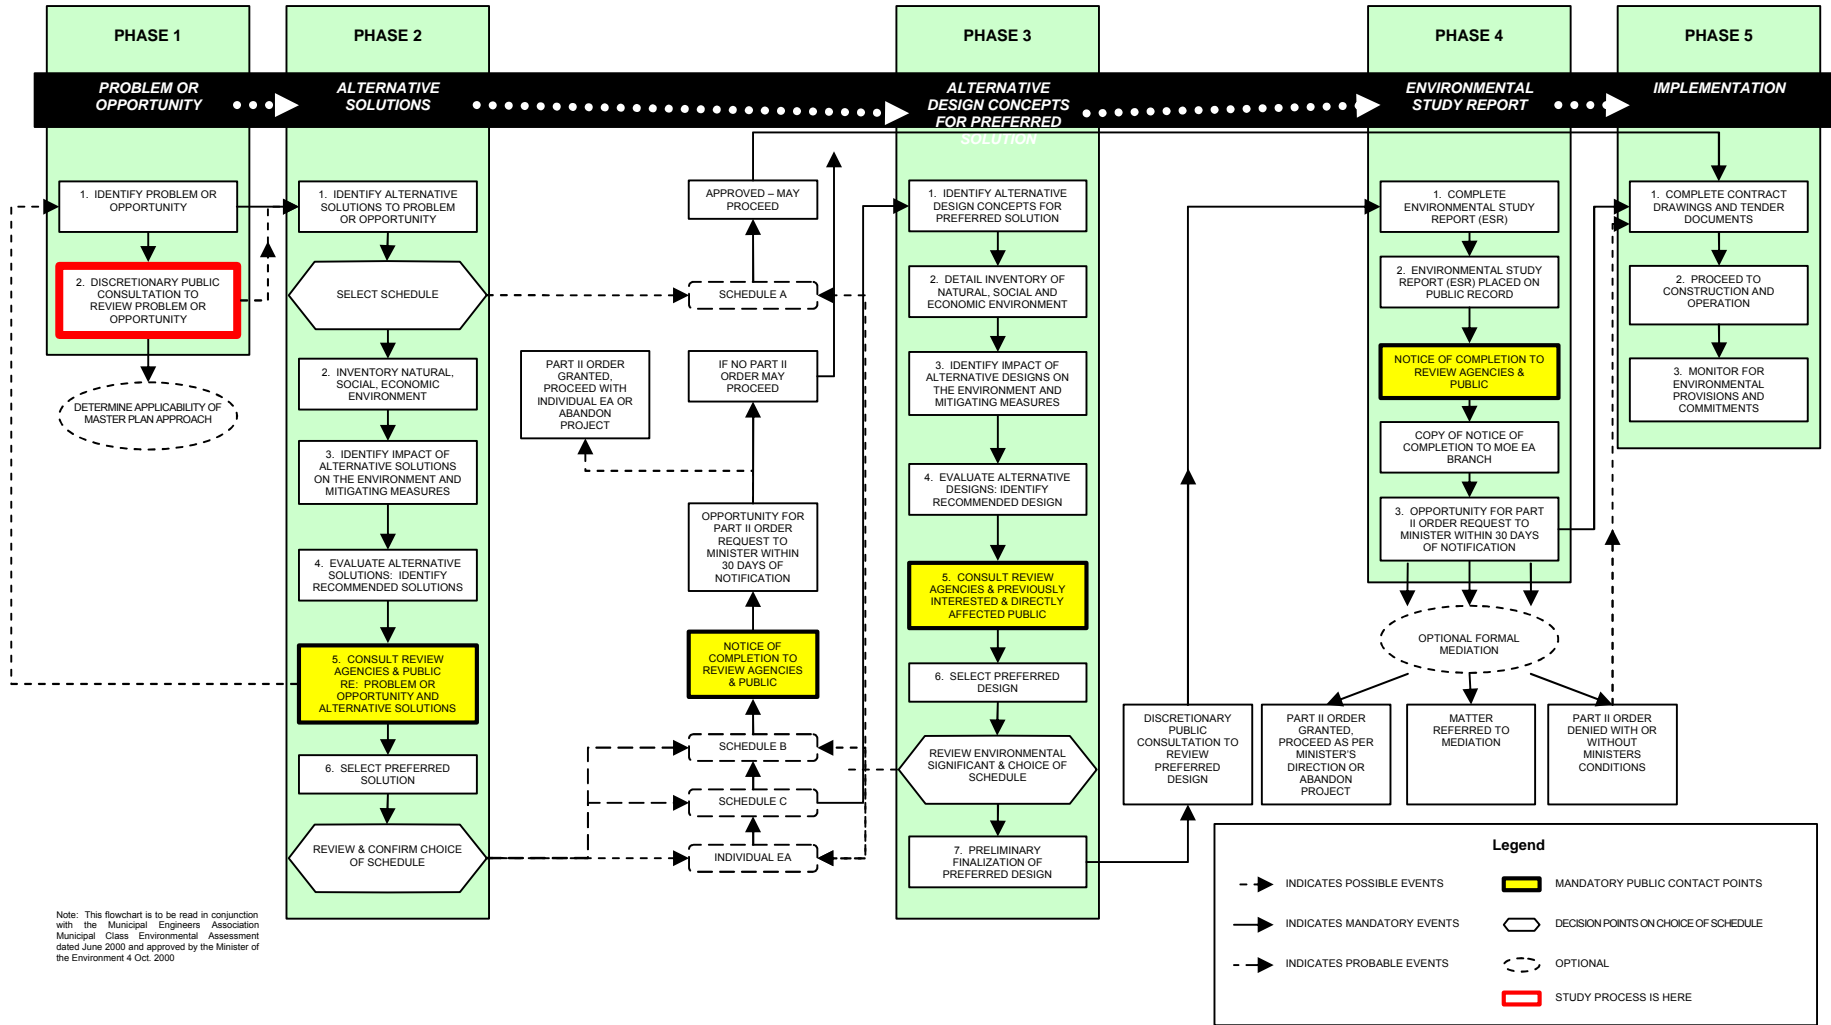 PHASE 1
PROBLEM OR
OPPORTUNITY
1. IDENTIFY PROBLEM OR
OPPORTUNITY
2. DISCRETIONARY PUBLIC
CONSULTATION TO
REVIEW PROBLEM OR
OPPORTUNITY
DETERMINE APPLICABILITY OF
MASTER PLAN APPROACH
PHASE 2
ALTERNATIVE
SOLUTIONS
1. IDENTIFY ALTERNATIVE
SOLUTIONS TO PROBLEM
OR OPPORTUNITY
SELECT SCHEDULE
2. INVENTORY NATURAL,
SOCIAL, ECONOMIC
ENVIRONMENT
3. IDENTIFY IMPACT OF
ALTERNATIVE SOLUTIONS
ON THE ENVIRONMENT AND
MITIGATING MEASURES
4. EVALUATE ALTERNATIVE
SOLUTIONS: IDENTIFY
RECOMMENDED SOLUTIONS
5. CONSULT REVIEW
AGENCIES & PUBLIC
RE: PROBLEM OR
OPPORTUNITY AND
ALTERNATIVE SOLUTIONS
6. SELECT PREFERRED
SOLUTION
REVIEW & CONFIRM CHOICE
OF SCHEDULE
APPROVED – MAY
PROCEED
SCHEDULE A
PART II ORDER
GRANTED,
PROCEED WITH
INDIVIDUAL EA OR
ABANDON
PROJECT
IF NO PART II
ORDER MAY
PROCEED
OPPORTUNITY FOR
PART II ORDER
REQUEST TO
MINISTER WITHIN
30 DAYS OF
NOTIFICATION
NOTICE OF
COMPLETION TO
REVIEW AGENCIES
& PUBLIC
SCHEDULE B
SCHEDULE C
INDIVIDUAL EA
PHASE 3
ALTERNATIVE
DESIGN CONCEPTS
FOR PREFERRED
SOLUTION
1. IDENTIFY ALTERNATIVE
DESIGN CONCEPTS FOR
PREFERRED SOLUTION
2. DETAIL INVENTORY OF
NATURAL, SOCIAL AND
ECONOMIC ENVIRONMENT
3. IDENTIFY IMPACT OF
ALTERNATIVE DESIGNS ON
THE ENVIRONMENT AND
MITIGATING MEASURES
4. EVALUATE ALTERNATIVE
DESIGNS: IDENTIFY
RECOMMENDED DESIGN
5. CONSULT REVIEW
AGENCIES & PREVIOUSLY
INTERESTED & DIRECTLY
AFFECTED PUBLIC
6. SELECT PREFERRED
DESIGN
REVIEW ENVIRONMENTAL
SIGNIFICANT & CHOICE OF
SCHEDULE
7. PRELIMINARY
FINALIZATION OF
PREFERRED DESIGN
DISCRETIONARY
PUBLIC
CONSULTATION TO
REVIEW
PREFERRED
DESIGN
PHASE 4
ENVIRONMENTAL
STUDY REPORT
1. COMPLETE
ENVIRONMENTAL STUDY
REPORT (ESR)
2. ENVIRONMENTAL STUDY
REPORT (ESR) PLACED ON
PUBLIC RECORD
NOTICE OF COMPLETION TO
REVIEW AGENCIES &
PUBLIC
COPY OF NOTICE OF
COMPLETION TO MOE EA
BRANCH
3. OPPORTUNITY FOR PART
II ORDER REQUEST TO
MINISTER WITHIN 30 DAYS
OF NOTIFICATION
OPTIONAL FORMAL
MEDIATION
PART II ORDER
GRANTED,
PROCEED AS PER
MINISTER'S
DIRECTION OR
ABANDON
PROJECT
MATTER
REFERRED TO
MEDIATION
PART II ORDER
DENIED WITH OR
WITHOUT
MINISTERS
CONDITIONS
PHASE 5
IMPLEMENTATION
1. COMPLETE CONTRACT
DRAWINGS AND TENDER
DOCUMENTS
2. PROCEED TO
CONSTRUCTION AND
OPERATION
3. MONITOR FOR
ENVIRONMENTAL
PROVISIONS AND
COMMITMENTS
Legend
INDICATES POSSIBLE EVENTS
MANDATORY PUBLIC CONTACT POINTS
INDICATES MANDATORY EVENTS
DECISION POINTS ON CHOICE OF SCHEDULE
INDICATES PROBABLE EVENTS
OPTIONAL
STUDY PROCESS IS HERE
Note: This flowchart is to be read in conjunction
with the Municipal Engineers Association
Municipal Class Environmental Assessment
dated June 2000 and approved by the Minister of
the Environment 4 Oct. 2000